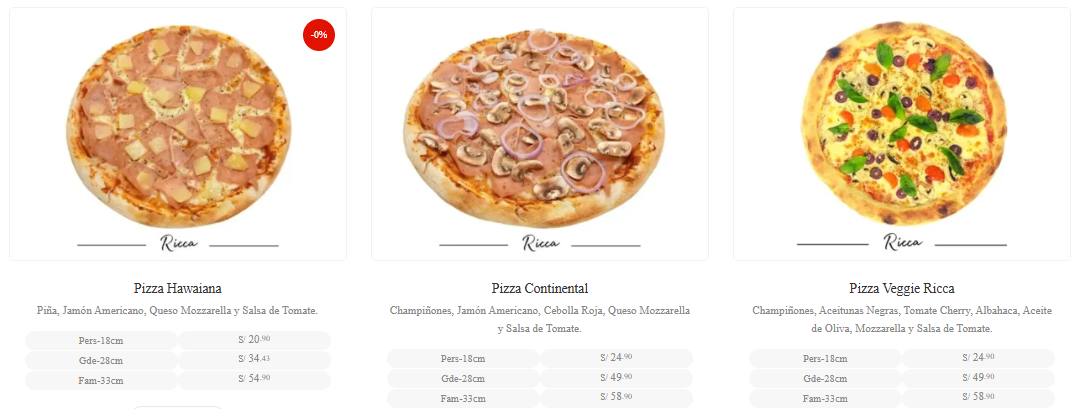 -0%
Ricca
Pizza Hawaiana
Piña, Jamón Americano, Queso Mozzarella y Salsa de Tomate.
Pers-18cm S/ 20.90
Gde-28cm S/ 34.43
Fam-33cm S/ 54.90
Ricca
Pizza Continental
Champiñones, Jamón Americano, Cebolla Roja, Queso Mozzarella
y Salsa de Tomate.
Pers-18cm S/ 24.90
Gde-28cm S/ 49.90
Fam-33cm S/ 58.90
Ricca
Pizza Veggie Ricca
Champiñones, Aceitunas Negras, Tomate Cherry, Albahaca, Aceite
de Oliva, Mozzarella y Salsa de Tomate.
Pers-18cm S/ 24.90
Gde-28cm S/ 49.90
Fam-33cm S/ 58.90